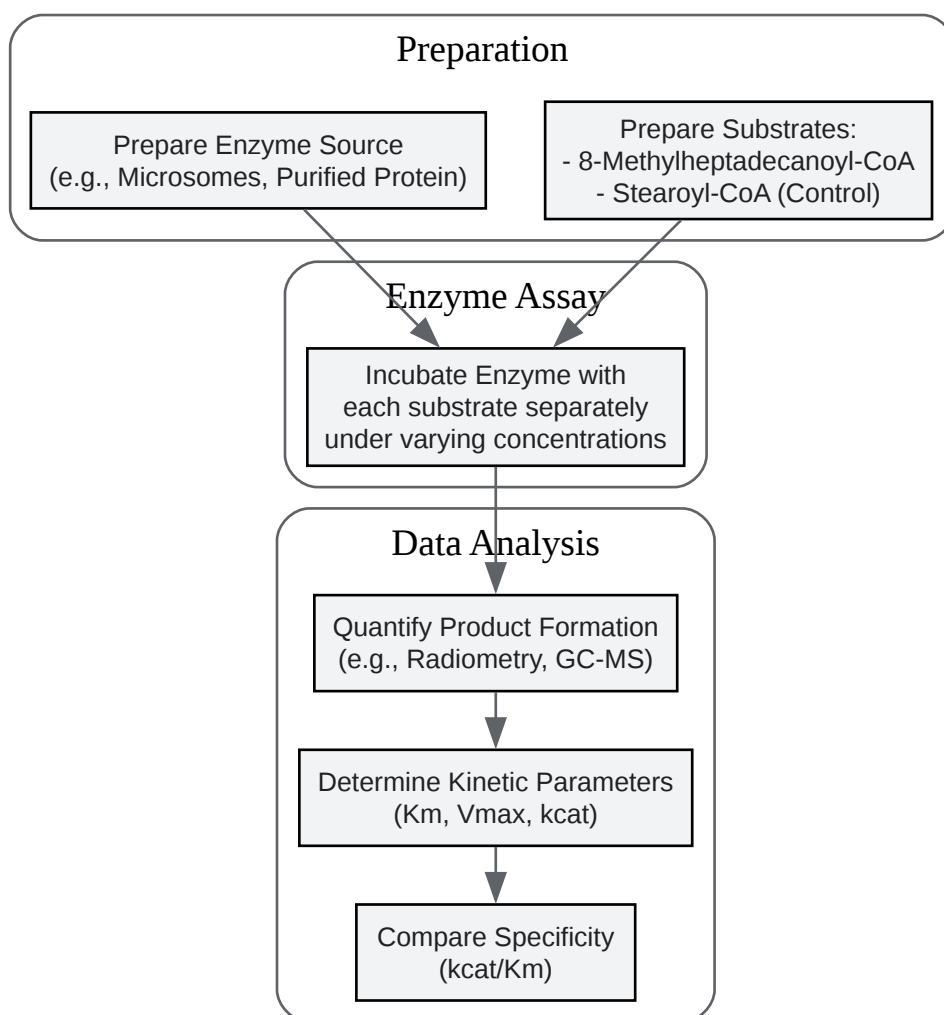 Preparation
Prepare Enzyme Source
(e.g., Microsomes, Purified Protein)
Prepare Substrates:
- 8-Methylheptadecanoyl-CoA
- Stearoyl-CoA (Control)
Enzyme Assay
Incubate Enzyme with
each substrate separately
under varying concentrations
Data Analysis
Quantify Product Formation
(e.g., Radiometry, GC-MS)
Determine Kinetic Parameters
(Km, Vmax, kcat)
Compare Specificity
(kcat/Km)